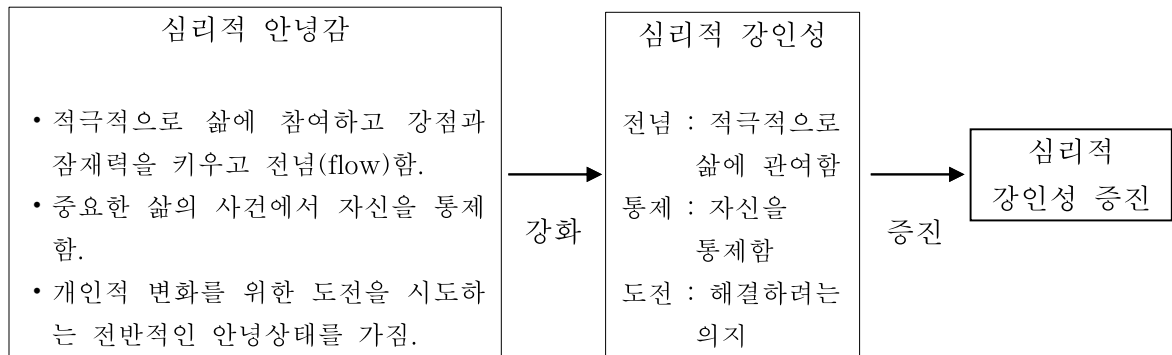 심리적 안녕감
• 적극적으로 삶에 참여하고 강점과
잠재력을 키우고 전념(flow)함.
• 중요한 삶의 사건에서 자신을 통제
함.
• 개인적 변화를 위한 도전을 시도하
는 전반적인 안녕상태를 가짐.
강화
심리적 강인성
전념 : 적극적으로
삶에 관여함
통제 : 자신을
통제함
도전 : 해결하려는
의지
증진
심리적
강인성 증진